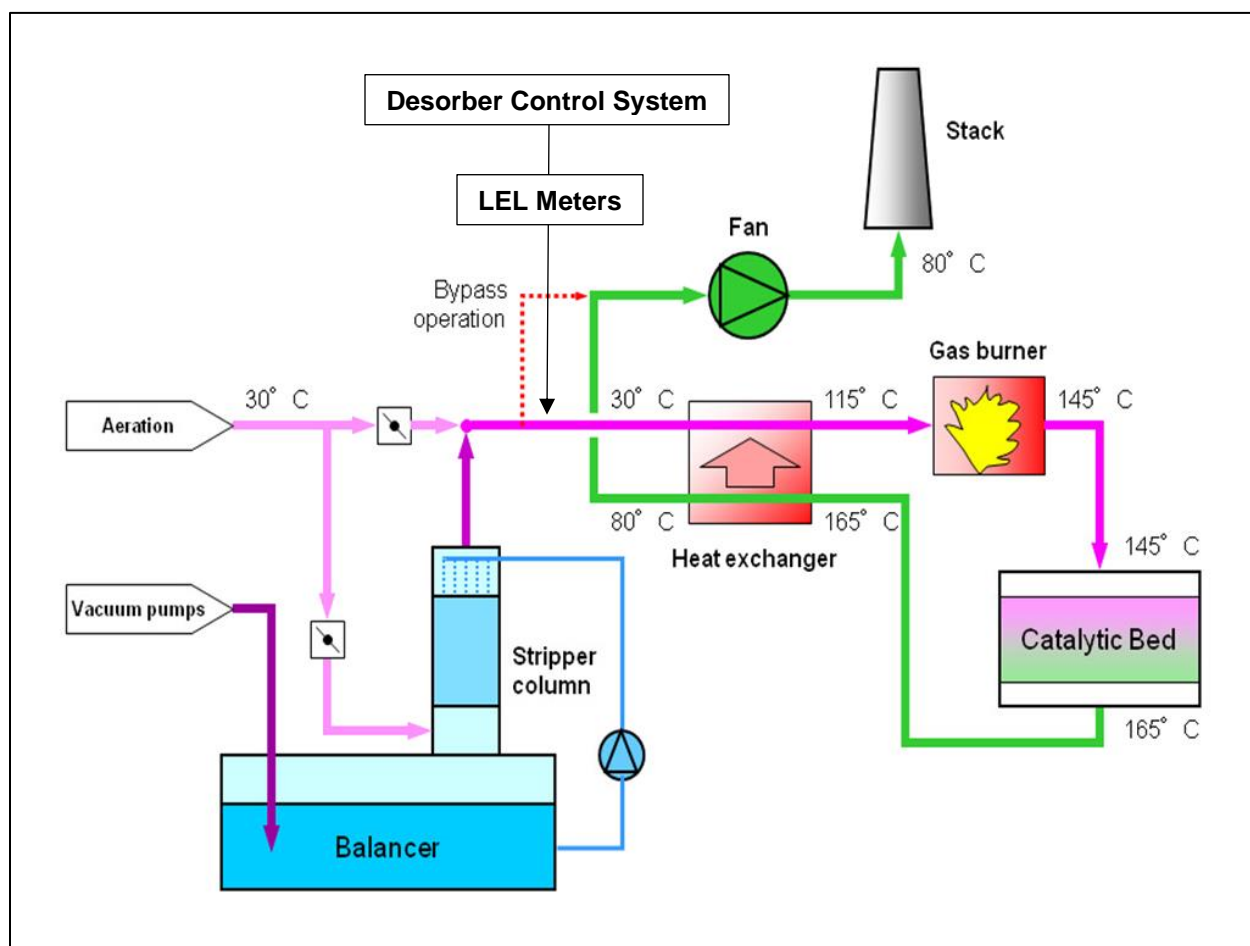 Desorber Control System
LEL Meters
Stack
Fan
80° C
Bypass
operation
Gas burner
Aeration
30° C
30° C
115° C
145° C
80° C
165° C
Heat exchanger
145° C
Vacuum pumps
Stripper
column
Catalytic Bed
165° C
Balancer